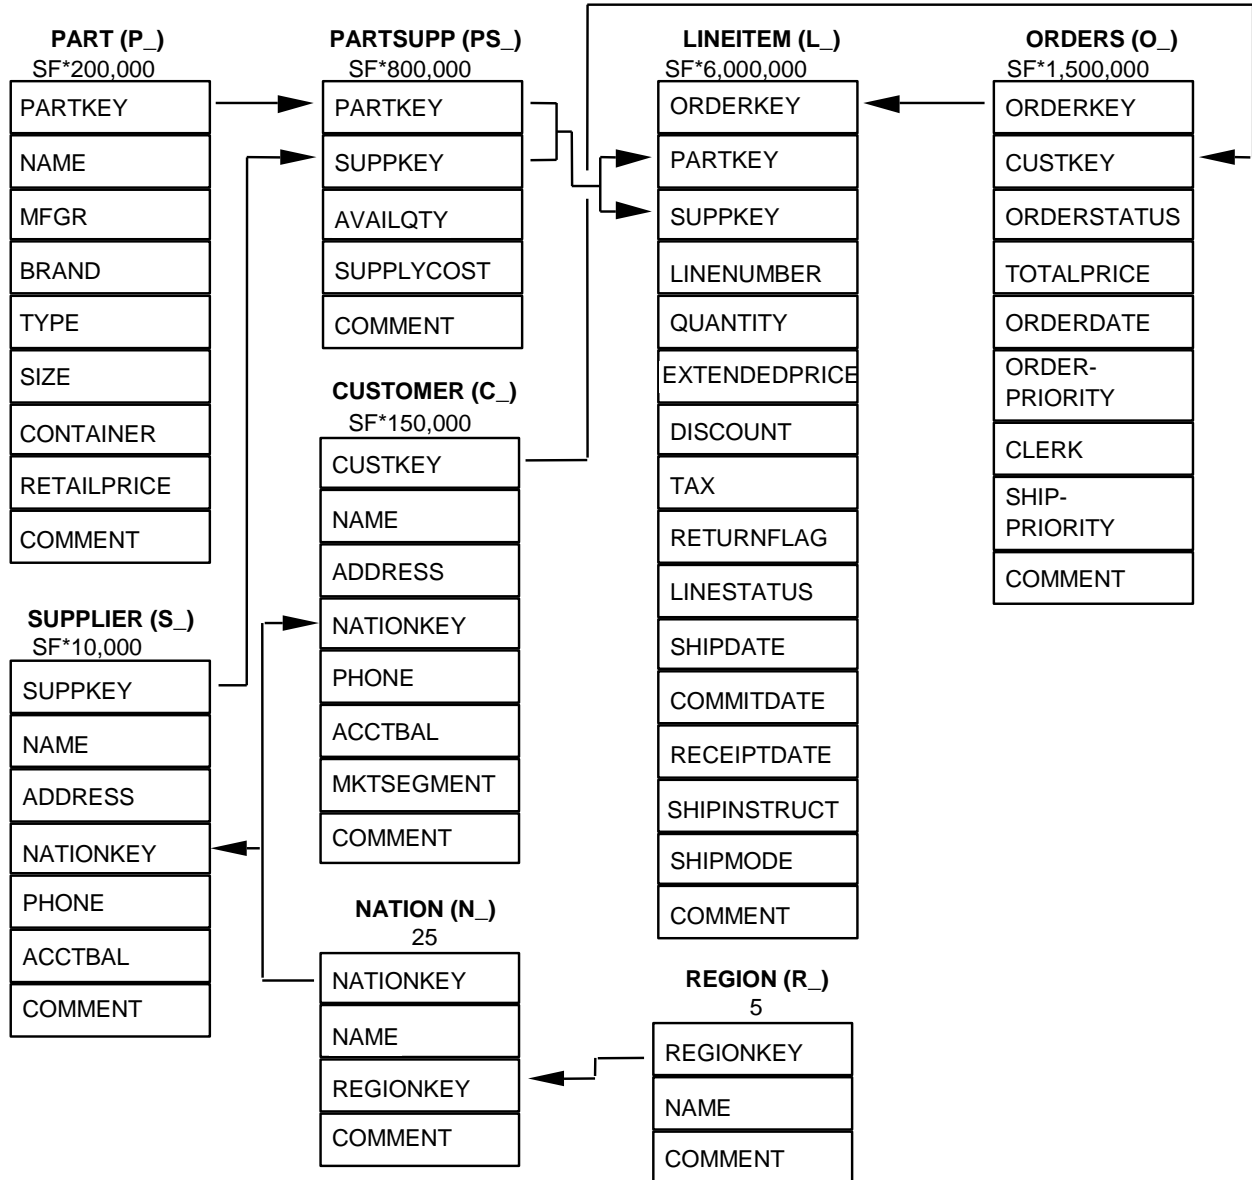 PART (P_)
SF*200,000
PARTKEY
NAME
MFGR
BRAND
TYPE
SIZE
CONTAINER
RETAILPRICE
COMMENT
SUPPLIER (S_)
SF*10,000
SUPPKEY
NAME
ADDRESS
NATIONKEY
PHONE
ACCTBAL
COMMENT
PARTSUPP (PS_)
SF*800,000
PARTKEY
SUPPKEY
AVAILQTY
SUPPLYCOST
COMMENT
CUSTOMER (C_)
SF*150,000
CUSTKEY
NAME
ADDRESS
NATIONKEY
PHONE
ACCTBAL
MKTSEGMENT
COMMENT
NATION (N_)
25
NATIONKEY
NAME
REGIONKEY
COMMENT
LINEITEM (L_)
SF*6,000,000
ORDERKEY
PARTKEY
SUPPKEY
LINENUMBER
QUANTITY
EXTENDEDPRICE
DISCOUNT
TAX
RETURNFLAG
LINESTATUS
SHIPDATE
COMMITDATE
RECEIPTDATE
SHIPINSTRUCT
SHIPMODE
COMMENT
REGION (R_)
5
REGIONKEY
NAME
COMMENT
ORDERS (O_)
SF*1,500,000
ORDERKEY
CUSTKEY
ORDERSTATUS
TOTALPRICE
ORDERDATE
ORDER-
PRIORITY
CLERK
SHIP-
PRIORITY
COMMENT